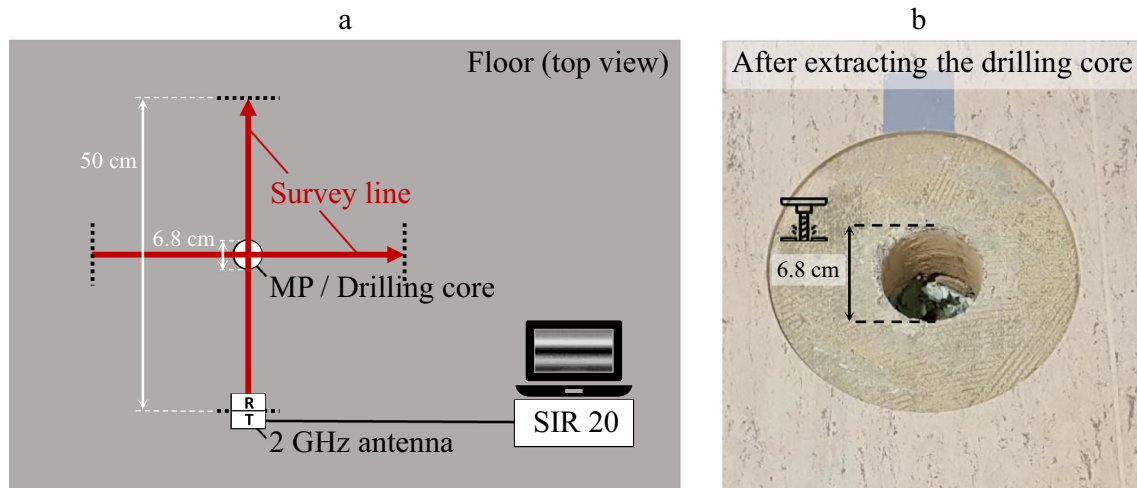 a
b
Floor (top view)
After extracting the drilling core
50 cm
Survey line
6.8 cm
6.8 cm
MP / Drilling core
R
T
SIR 20
2 GHz antenna